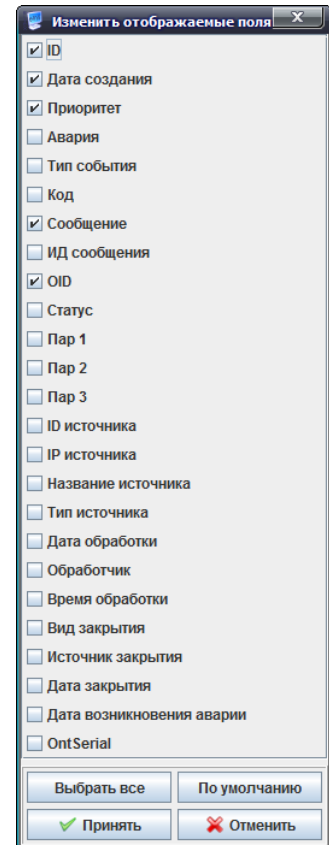 Изменить отображаемые поля
ID
Дата создания
Приоритет
Авария
Тип события
Код
Сообщение
ИД сообщения
OID
Статус
Пар 1
Пар 2
Пар 3
ID источника
IP источника
Название источника
Тип источника
Дата обработки
Обработчик
Время обработки
Вид закрытия
Источник закрытия
Дата закрытия
Дата возникновения аварии
OntSerial
Выбрать все По умолчанию
Принять Отменить